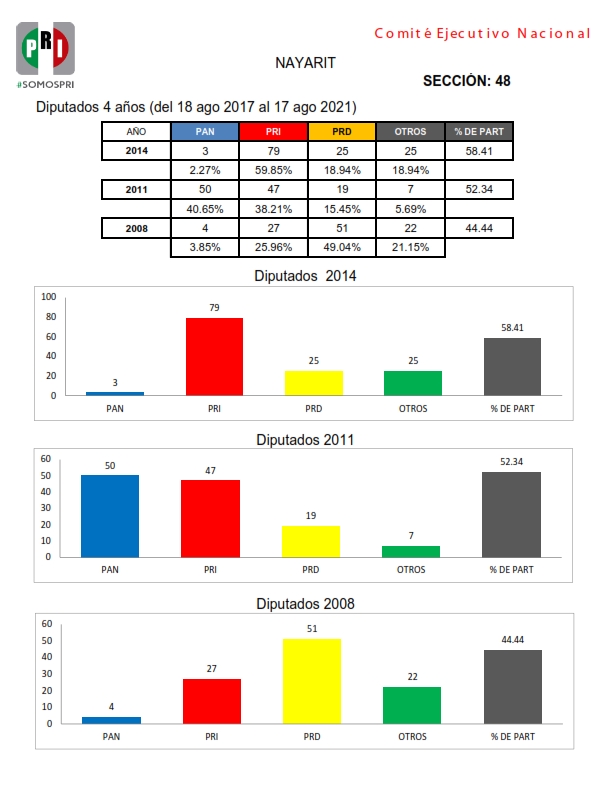 Comité Ejecutivo Nacional
PRI
#SOMOSPRI
NAYARIT
SECCIÓN: 48
Diputados 4 años (del 18 ago 2017 al 17 ago 2021)
AÑO PAN PRI PRD OTROS % DE PART
2014 3 79 25 25 58.41
2.27% 59.85% 18.94% 18.94%
2011 50 47 19 7 52.34
40.65% 38.21% 15.45% 5.69%
2008 4 27 51 22 44.44
3.85% 25.96% 49.04% 21.15%
Diputados 2014
100
80
60
40
20
0
3 79 25 25 58.41
PAN PRI PRD OTROS % DE PART
Diputados 2011
60
50
40
30
20
10
0
50 47 19 7 52.34
PAN PRI PRD OTROS % DE PART
Diputados 2008
60
50
40
30
20
10
0
4 27 51 22 44.44
PAN PRI PRD OTROS % DE PART